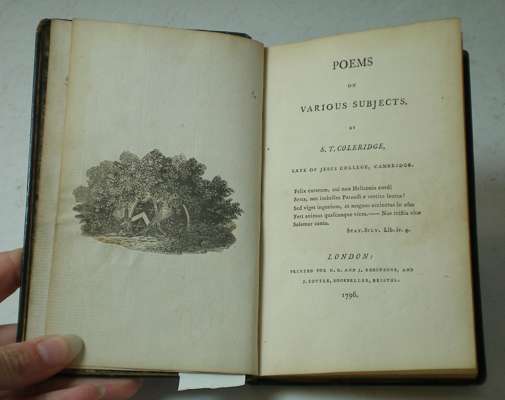 POEMS
ON
VARIOUS SUBJECTS,
BY
S. T. COLERIDGE,
LATE OF JESUS COLLEGE, CAMBRIDGE.
Felix curarum, cui non Heliconia cordi
Serta, nec imbelles Parnassi e vertice laurus!
Sed viget ingenium, et magnos accinctus in usus
Fert animus quascunque vices.—— Nos tristia vitæ
Solamur cantu.
STAT. SILV. Lib. iv. 4.
LONDON:
PRINTED FOR G. G. AND J. ROBINSONS, AND
J. COTTLE, BOOKSELLER, BRISTOL.
1796.